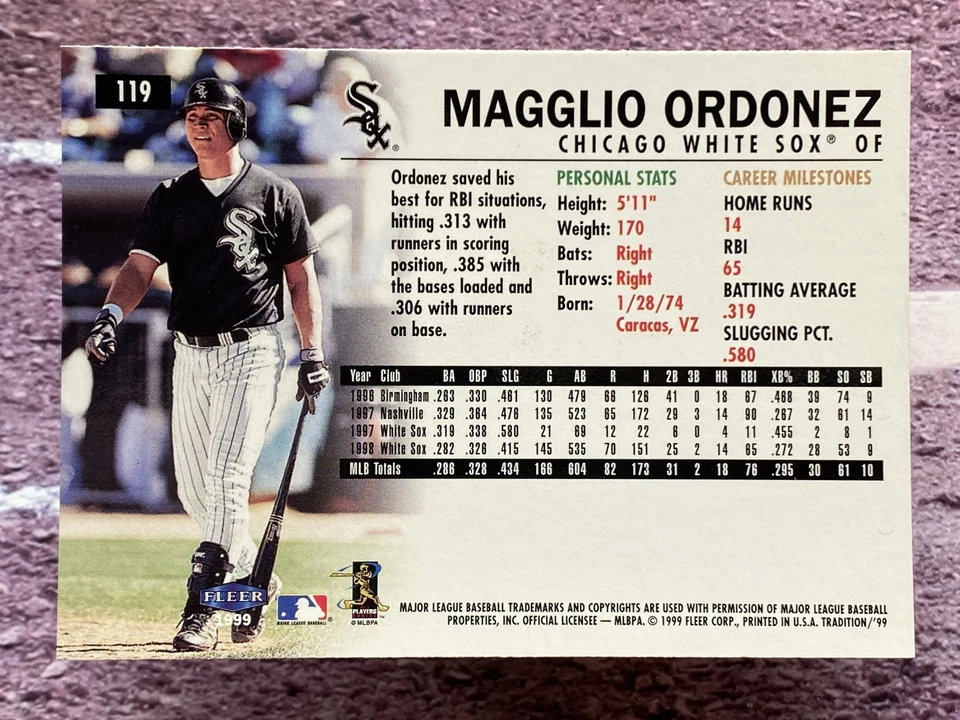 119
Sox
MAGGLIO ORDONEZ
CHICAGO WHITE SOX® OF
Ordonez saved his
best for RBI situations,
hitting .313 with
runners in scoring
position, .385 with
the bases loaded and
.306 with runners
on base.
PERSONAL STATS
Height: 5'11"
Weight: 170
Bats: Right
Throws: Right
Born: 1/28/74
Caracas, VZ
CAREER MILESTONES
HOME RUNS
14
RBI
65
BATTING AVERAGE
.319
SLUGGING PCT.
.580
Year Club BA OBP SLG G AB R H 2B 3B HR RBI XB% BB SO SB
1996 Birmingham .263 .330 .461 130 479 66 126 41 0 18 67 .468 39 74 9
1997 Nashville .329 .364 .476 135 523 65 172 29 3 14 90 .267 32 61 14
1997 White Sox .319 .338 .580 21 69 12 22 6 0 4 11 .455 2 8 1
1998 White Sox .282 .326 .415 145 535 70 151 25 2 14 65 .272 28 53 9
MLB Totals .286 .328 .434 166 604 82 173 31 2 18 76 .295 30 61 10
FLEER
1999
MAJOR LEAGUE BASEBALL
PLAYERS
© MLBPA
MAJOR LEAGUE BASEBALL TRADEMARKS AND COPYRIGHTS ARE USED WITH PERMISSION OF MAJOR LEAGUE BASEBALL
PROPERTIES, INC. OFFICIAL LICENSEE — MLBPA. © 1999 FLEER CORP., PRINTED IN U.S.A. TRADITION/'99